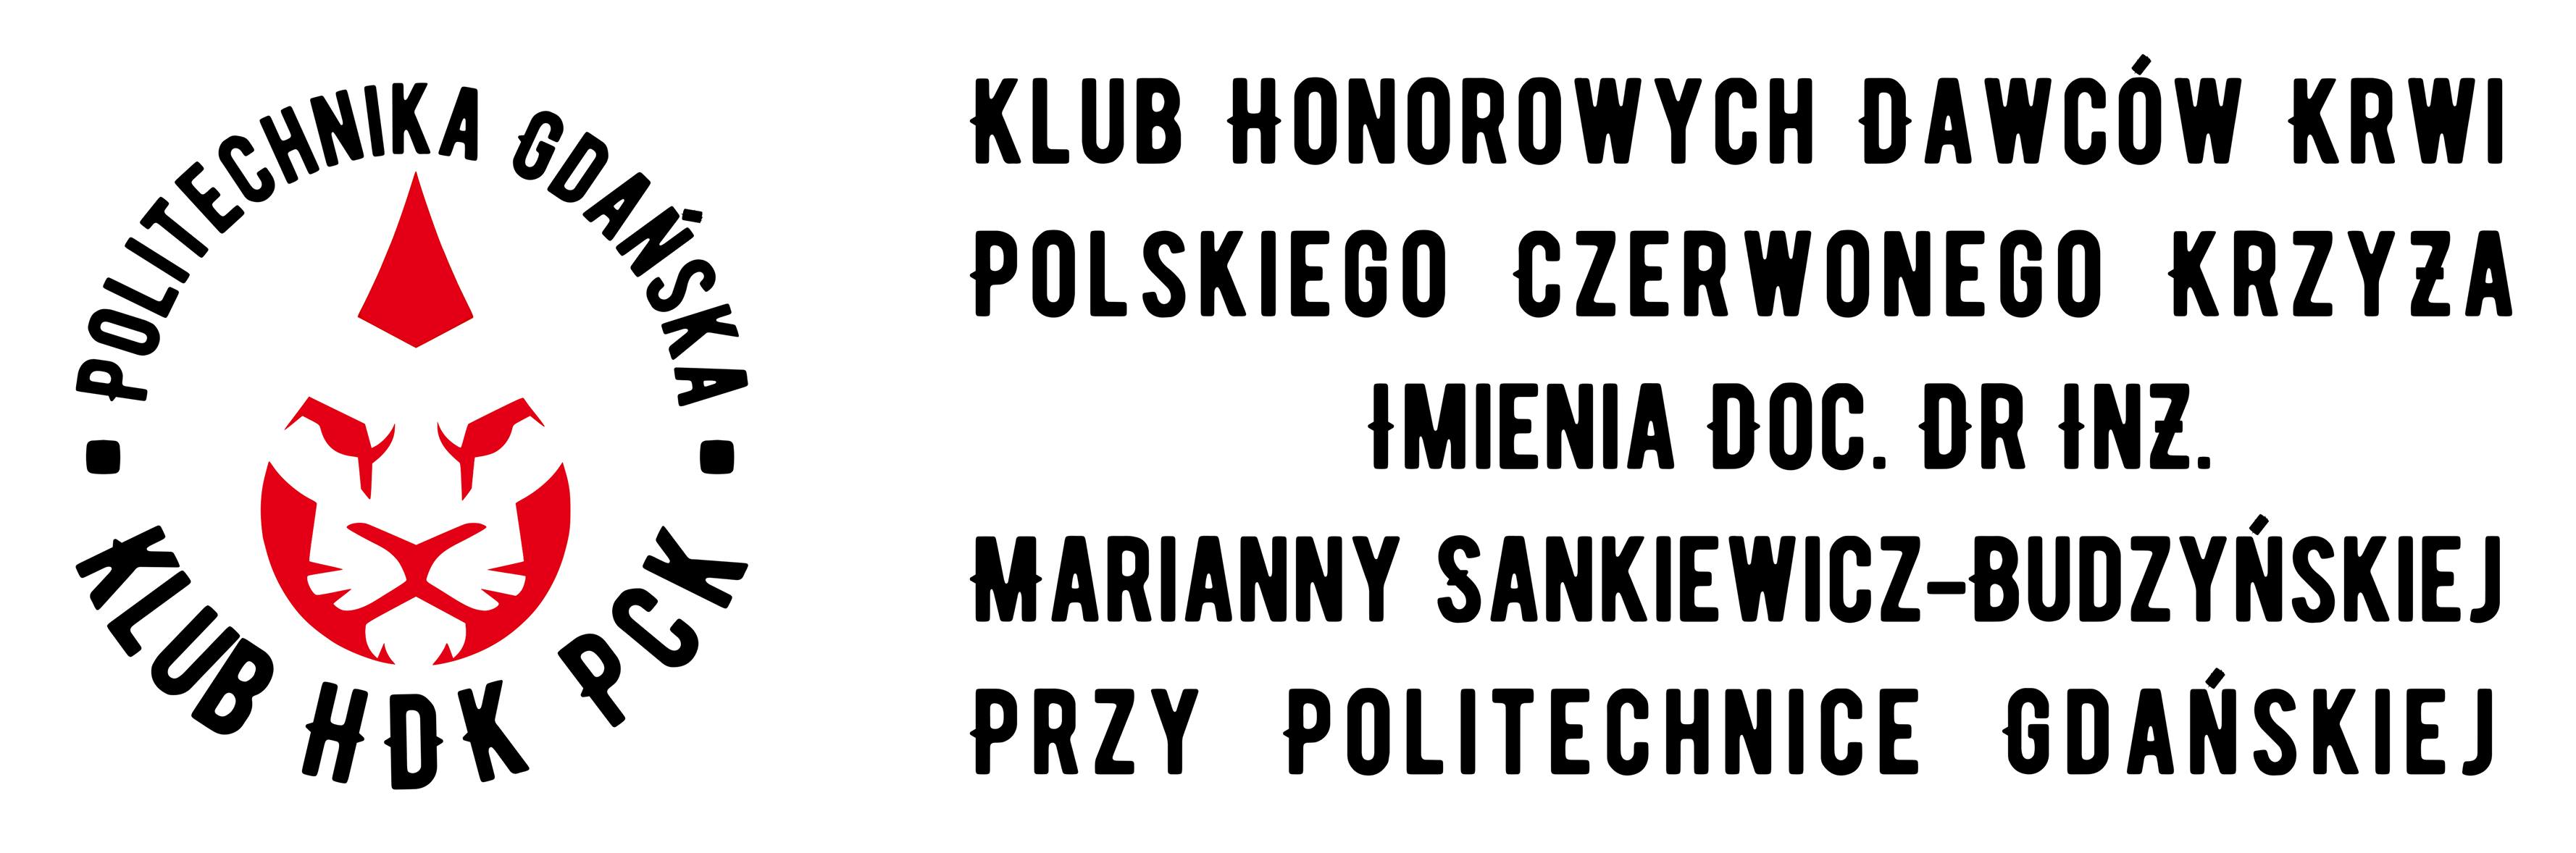 POLITECHNIKA GDAŃSKA
KLUB HDK PCK
KLUB HONOROWYCH DAWCÓW KRWI
POLSKIEGO CZERWONEGO KRZYŻA
IMIENIA DOC. DR INŻ.
MARIANNY SANKIEWICZ-BUDZYŃSKIEJ
PRZY POLITECHNICE GDAŃSKIEJ